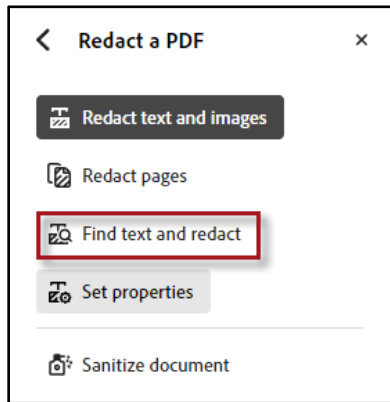 Redact a PDF
Redact text and images
Redact pages
Find text and redact
Set properties
Sanitize document